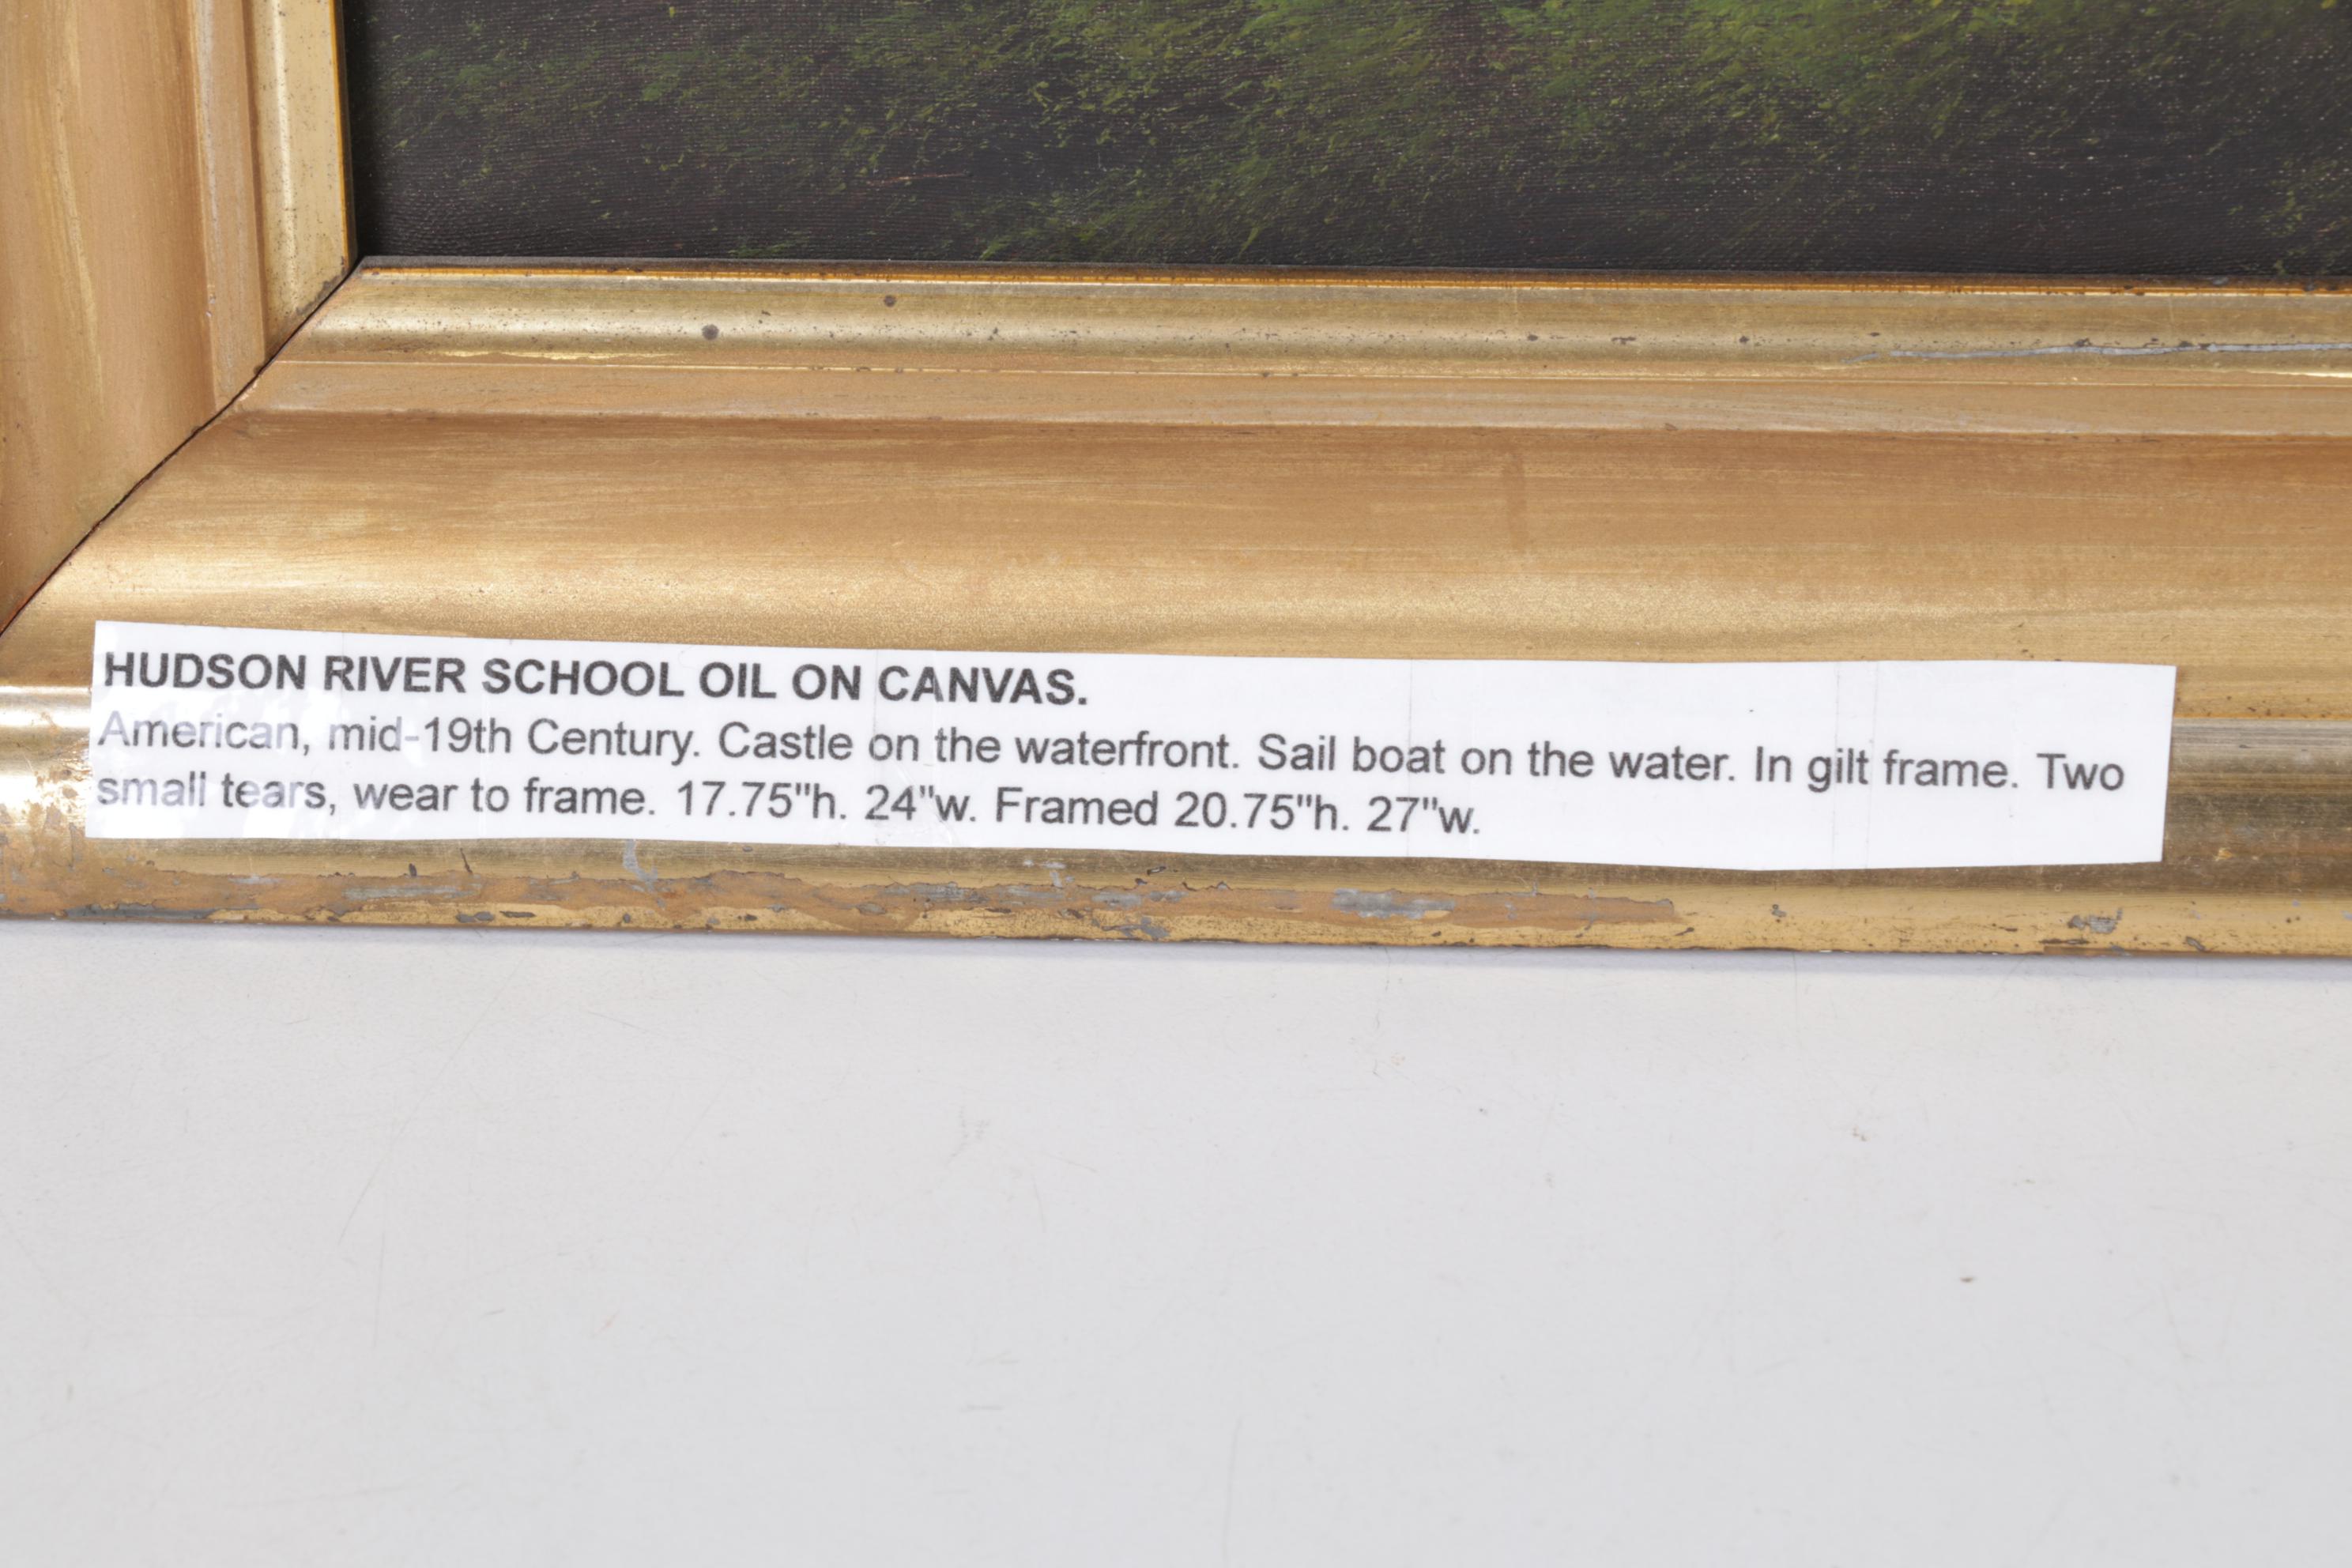 HUDSON RIVER SCHOOL OIL ON CANVAS.
American, mid-19th Century. Castle on the waterfront. Sail boat on the water. In gilt frame. Two
small tears, wear to frame. 17.75"h. 24"w. Framed 20.75"h. 27"w.